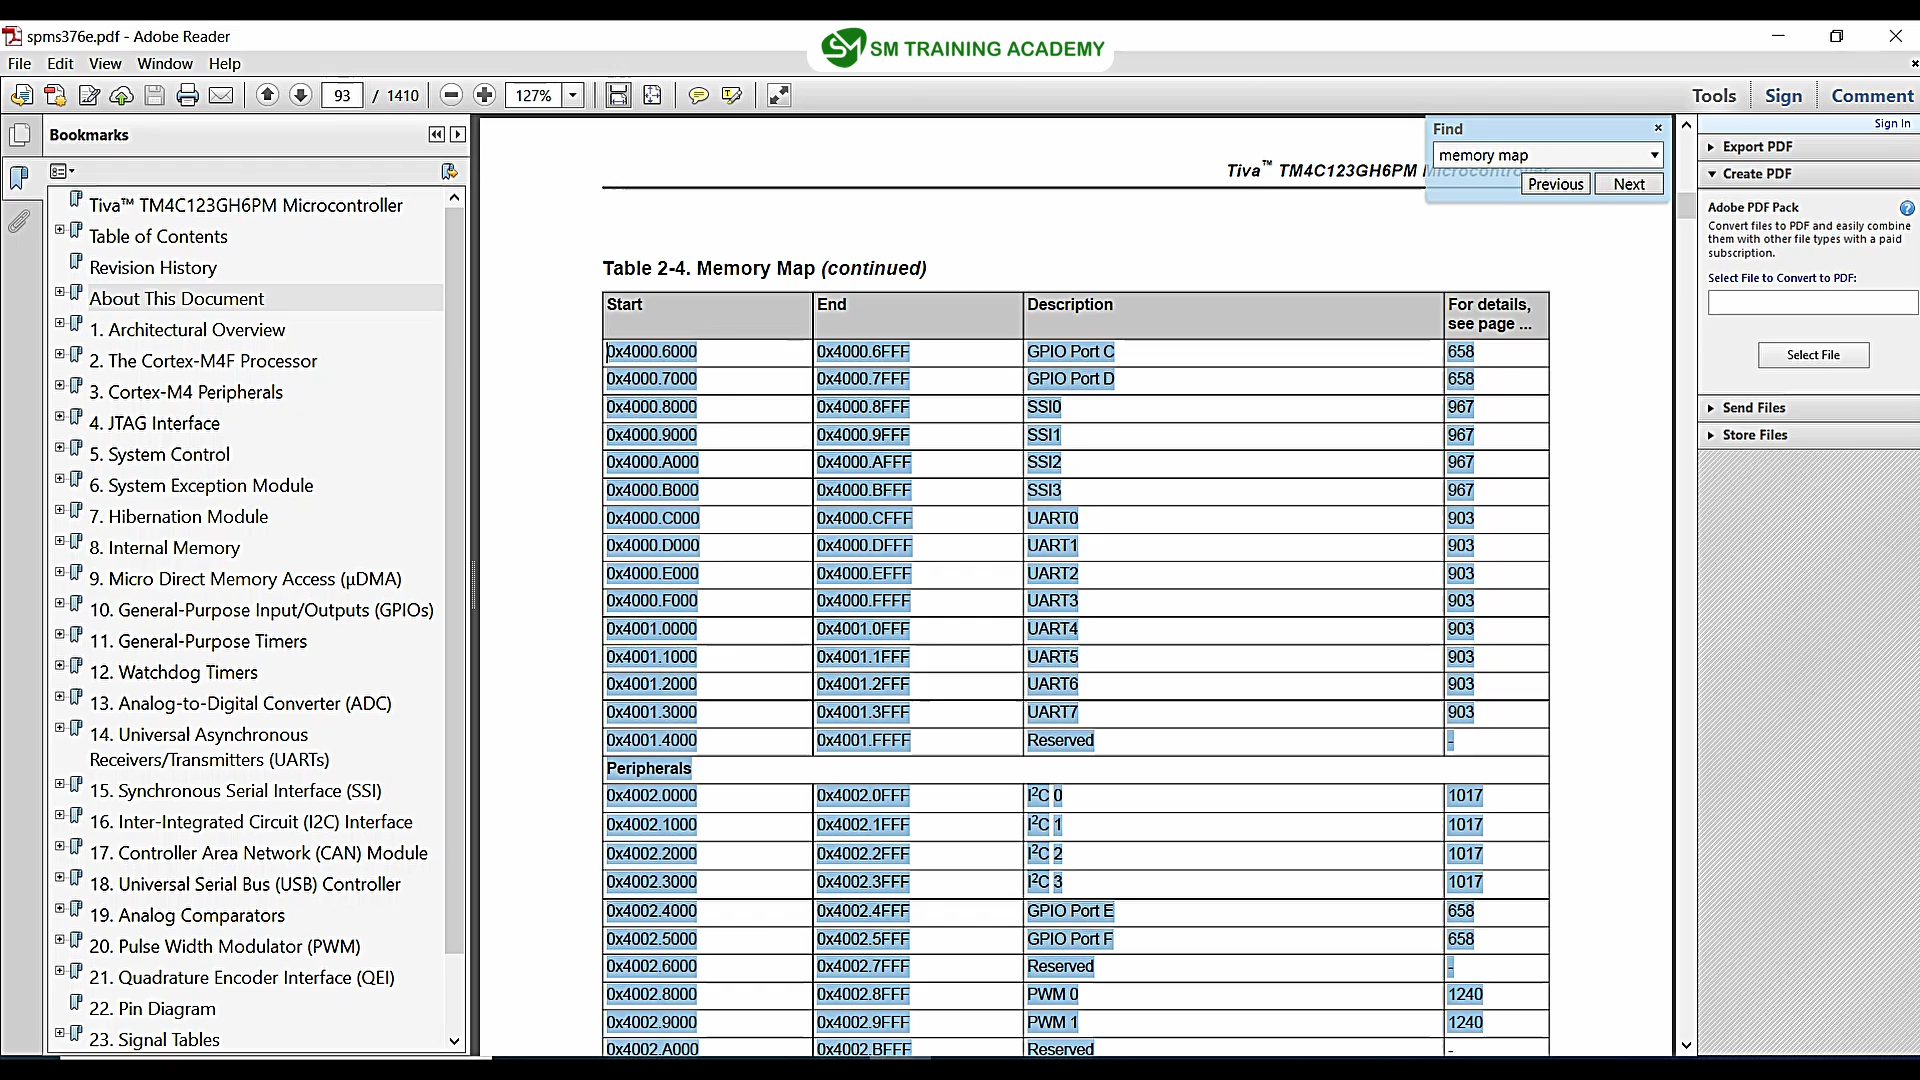 spms376e.pdf - Adobe Reader
SM TRAINING ACADEMY
File Edit View Window Help
93 / 1410 127% Tools Sign Comment
Bookmarks
Tiva™ TM4C123GH6PM Microcontroller
Table of Contents
Revision History
About This Document
1. Architectural Overview
2. The Cortex-M4F Processor
3. Cortex-M4 Peripherals
4. JTAG Interface
5. System Control
6. System Exception Module
7. Hibernation Module
8. Internal Memory
9. Micro Direct Memory Access (µDMA)
10. General-Purpose Input/Outputs (GPIOs)
11. General-Purpose Timers
12. Watchdog Timers
13. Analog-to-Digital Converter (ADC)
14. Universal Asynchronous
Receivers/Transmitters (UARTs)
15. Synchronous Serial Interface (SSI)
16. Inter-Integrated Circuit (I2C) Interface
17. Controller Area Network (CAN) Module
18. Universal Serial Bus (USB) Controller
19. Analog Comparators
20. Pulse Width Modulator (PWM)
21. Quadrature Encoder Interface (QEI)
22. Pin Diagram
23. Signal Tables
Tiva™ TM4C123GH6PM Microcontroller
Find
memory map
Previous Next
Table 2-4. Memory Map (continued)
Start End Description For details,
see page ...
0x4000.6000 0x4000.6FFF GPIO Port C 658
0x4000.7000 0x4000.7FFF GPIO Port D 658
0x4000.8000 0x4000.8FFF SSI0 967
0x4000.9000 0x4000.9FFF SSI1 967
0x4000.A000 0x4000.AFFF SSI2 967
0x4000.B000 0x4000.BFFF SSI3 967
0x4000.C000 0x4000.CFFF UART0 903
0x4000.D000 0x4000.DFFF UART1 903
0x4000.E000 0x4000.EFFF UART2 903
0x4000.F000 0x4000.FFFF UART3 903
0x4001.0000 0x4001.0FFF UART4 903
0x4001.1000 0x4001.1FFF UART5 903
0x4001.2000 0x4001.2FFF UART6 903
0x4001.3000 0x4001.3FFF UART7 903
0x4001.4000 0x4001.FFFF Reserved -
Peripherals
0x4002.0000 0x4002.0FFF I²C 0 1017
0x4002.1000 0x4002.1FFF I²C 1 1017
0x4002.2000 0x4002.2FFF I²C 2 1017
0x4002.3000 0x4002.3FFF I²C 3 1017
0x4002.4000 0x4002.4FFF GPIO Port E 658
0x4002.5000 0x4002.5FFF GPIO Port F 658
0x4002.6000 0x4002.7FFF Reserved -
0x4002.8000 0x4002.8FFF PWM 0 1240
0x4002.9000 0x4002.9FFF PWM 1 1240
0x4002.A000 0x4002.BFFF Reserved -
Sign In
Export PDF
Create PDF
Adobe PDF Pack
Convert files to PDF and easily combine
them with other file types with a paid
subscription.
Select File to Convert to PDF:
Select File
Send Files
Store Files